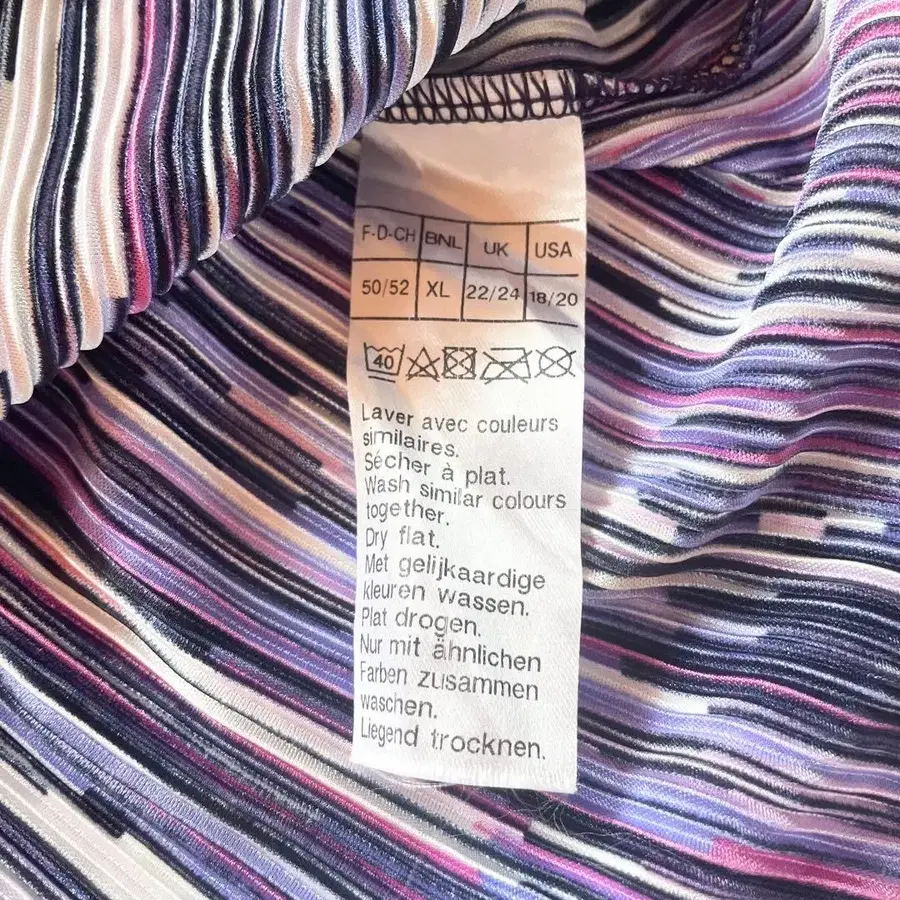 F-D-CH BNL UK USA
50/52 XL 22/24 18/20
40
Laver avec couleurs
similaires.
Sécher à plat.
Wash similar colours
together.
Dry flat.
Met gelijkaardige
kleuren wassen.
Plat drogen.
Nur mit ähnlichen
Farben zusammen
waschen.
Liegend trocknen.